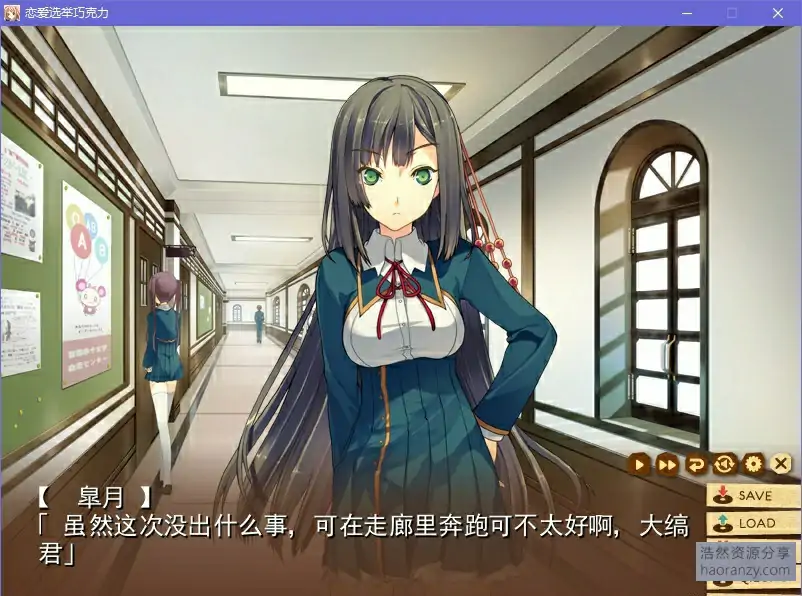 恋爱选举巧克力
O
A
B
A
B
【 皐月 】
「 虽然这次没出什么事，可在走廊里奔跑可不太好啊，大缟
君」
SAVE
LOAD
浩然资源分享
haoranzy.com